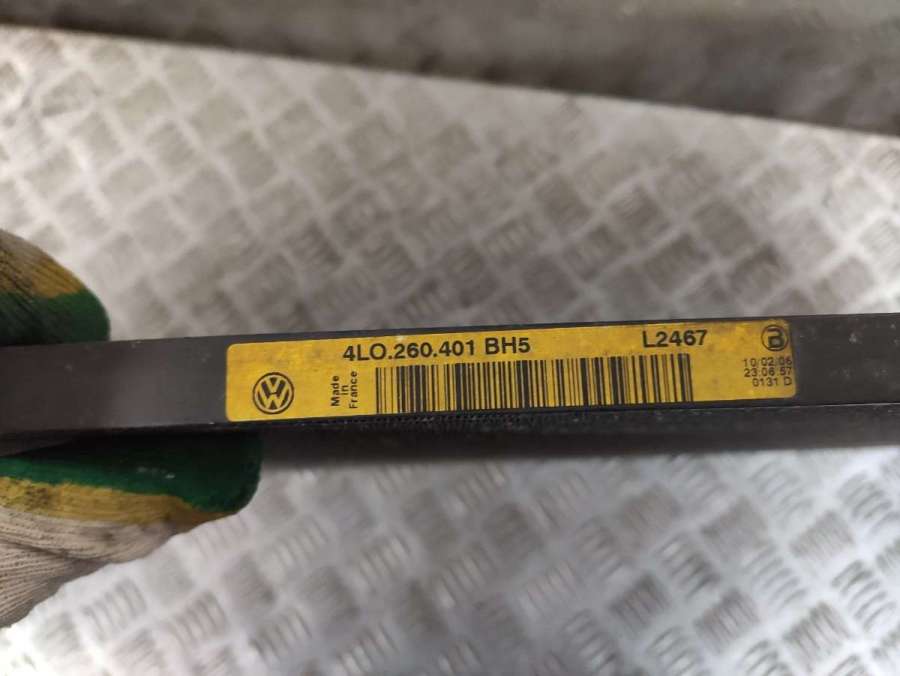 4LO.260.401 BH5
L2467
B
Made
in
France
10/02/06
23:06:57
0131 D